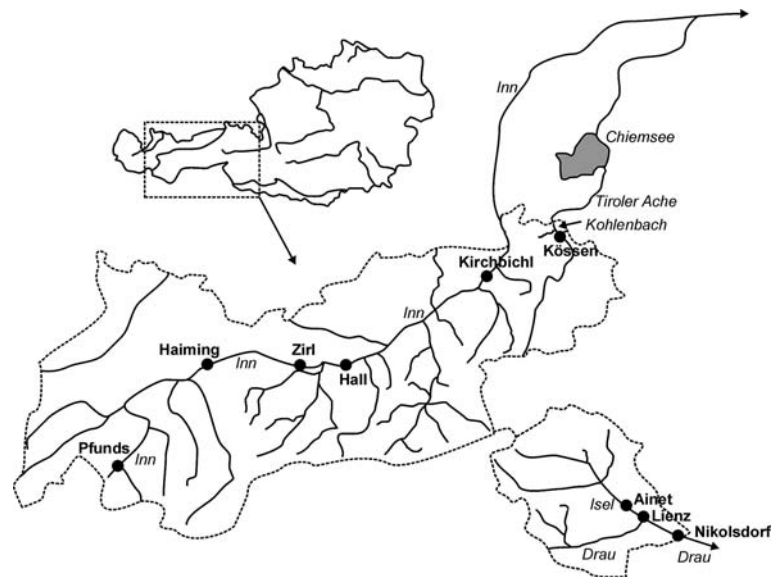 Inn
Chiemsee
Tiroler Ache
Kohlenbach
Kössen
Kirchbichl
Inn
Haiming
Zirl
Inn
Hall
Pfunds
Inn
Ainet
Isel
Lienz
Nikolsdorf
Drau
Drau